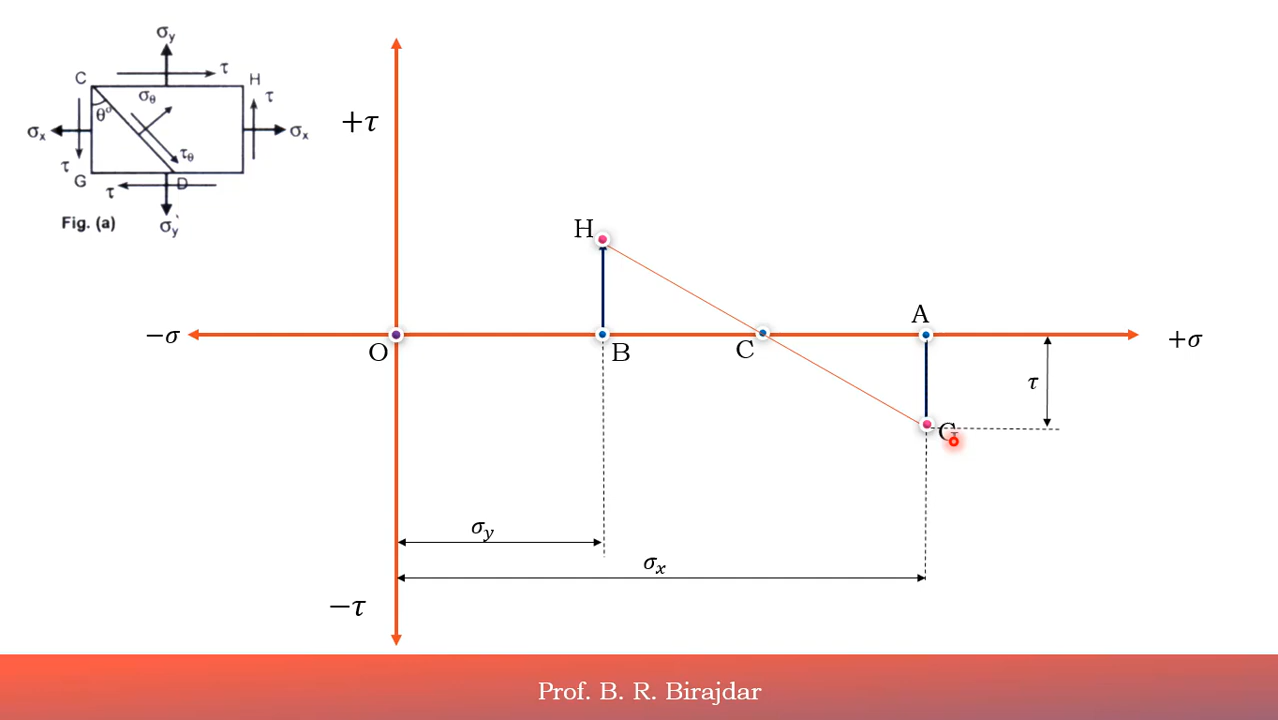 σy
τ
C
H
σθ
τ
θ°
σx
σx
τθ
τ
G
τ
D
Fig. (a)
σy'
+τ
H
−σ
O
B
C
A
+σ
τ
G
σy
σx
−τ
Prof. B. R. Birajdar